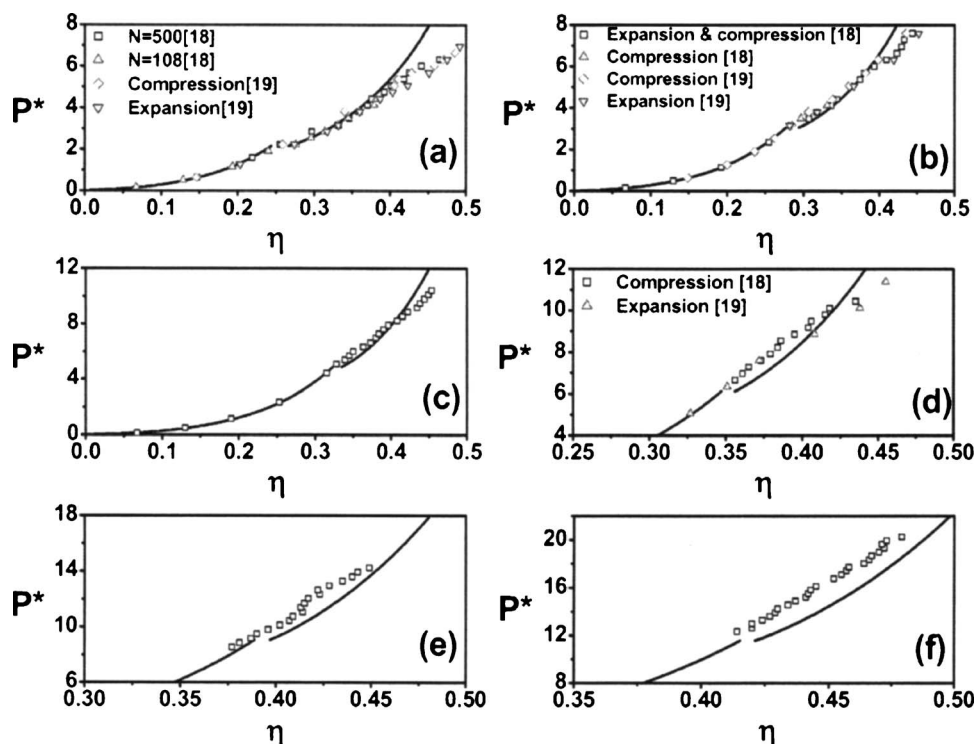 8
6
4
2
0
P*
N=500[18]
N=108[18]
Compression[19]
Expansion[19]
(a)
0.0 0.1 0.2 0.3 0.4 0.5
η
8
6
4
2
0
P*
Expansion & compression [18]
Compression [18]
Compression [19]
Expansion [19]
(b)
0.0 0.1 0.2 0.3 0.4 0.5
η
12
8
4
0
P*
(c)
0.0 0.1 0.2 0.3 0.4 0.5
η
12
10
8
6
4
P*
Compression [18]
Expansion [19]
(d)
0.25 0.30 0.35 0.40 0.45 0.50
η
18
14
10
6
P*
(e)
0.30 0.35 0.40 0.45 0.50
η
20
16
12
8
P*
(f)
0.35 0.40 0.45 0.50
η